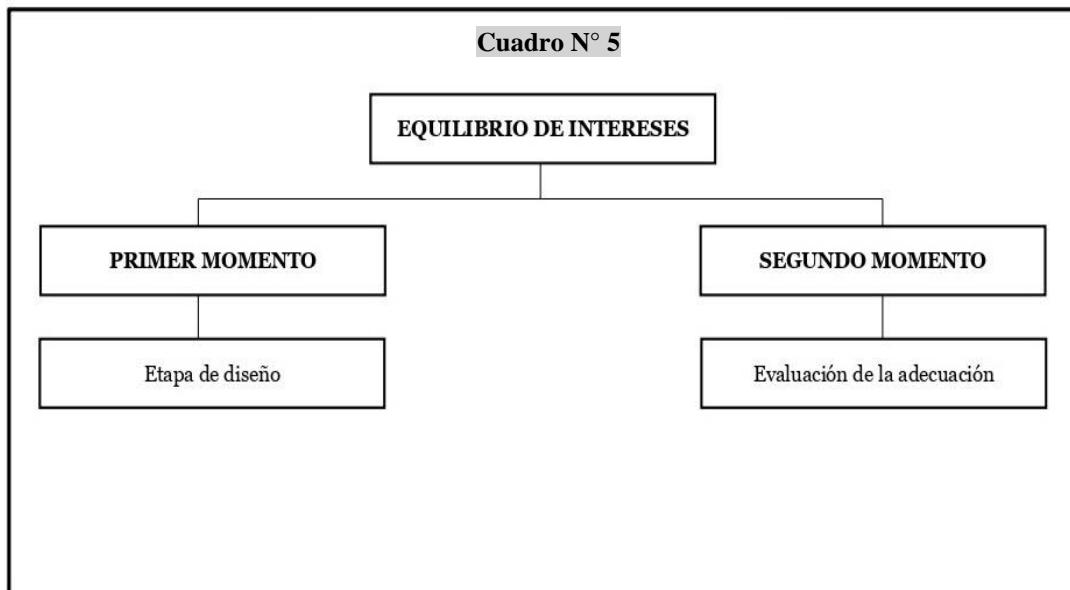 Cuadro N° 5
EQUILIBRIO DE INTERESES
PRIMER MOMENTO
SEGUNDO MOMENTO
Etapa de diseño
Evaluación de la adecuación